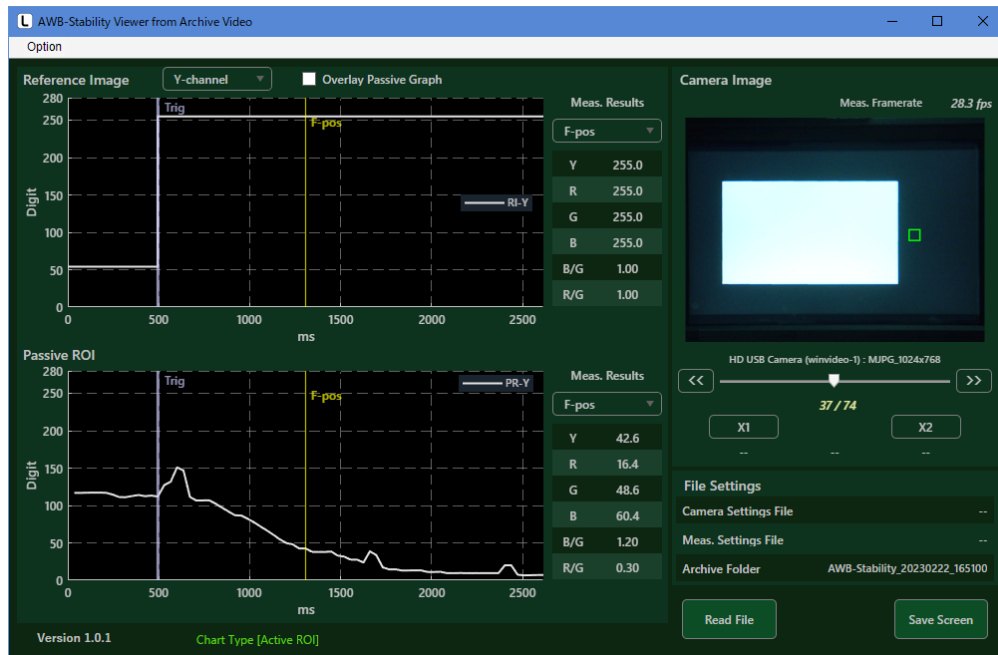 L AWB-Stability Viewer from Archive Video
Option
Reference Image Y-channel Overlay Passive Graph
280
250
200
150
100
50
0
Digit
Trig
F-pos
RI-Y
0 500 1000 1500 2000 2500
ms
Meas. Results
F-pos
Y 255.0
R 255.0
G 255.0
B 255.0
B/G 1.00
R/G 1.00
Passive ROI
280
250
200
150
100
50
0
Digit
Trig
F-pos
PR-Y
0 500 1000 1500 2000 2500
ms
Meas. Results
F-pos
Y 42.6
R 16.4
G 48.6
B 60.4
B/G 1.20
R/G 0.30
Version 1.0.1 Chart Type [Active ROI]
Camera Image
Meas. Framerate 28.3 fps
HD USB Camera (winvideo-1) : MJPG_1024x768
<< >>
37 / 74
X1 X2
-- -- --
File Settings
Camera Settings File --
Meas. Settings File --
Archive Folder AWB-Stability_20230222_165100
Read File Save Screen